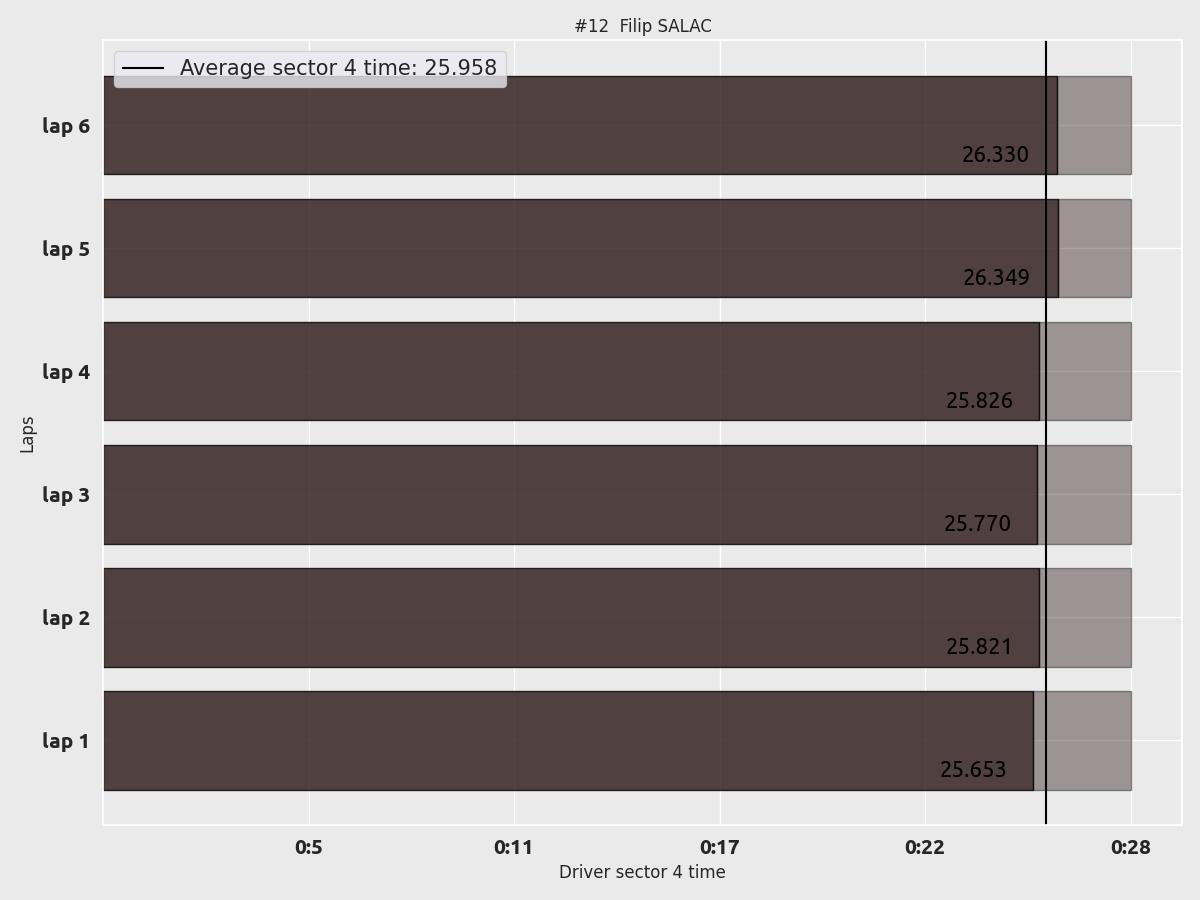 #12  Filip SALAC
Average sector 4 time: 25.958
lap 6
26.330
lap 5
26.349
lap 4
25.826
lap 3
25.770
lap 2
25.821
lap 1
25.653
Laps
0:5 0:11 0:17 0:22 0:28
Driver sector 4 time